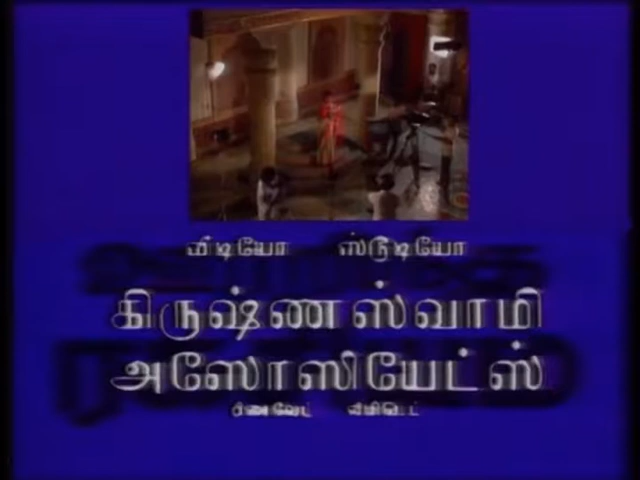 வீடியோ ஸ்டூடியோ
கிருஷ்ணஸ்வாமி
அஸோஸியேட்ஸ்
பிரைவேட் லிமிடெட்